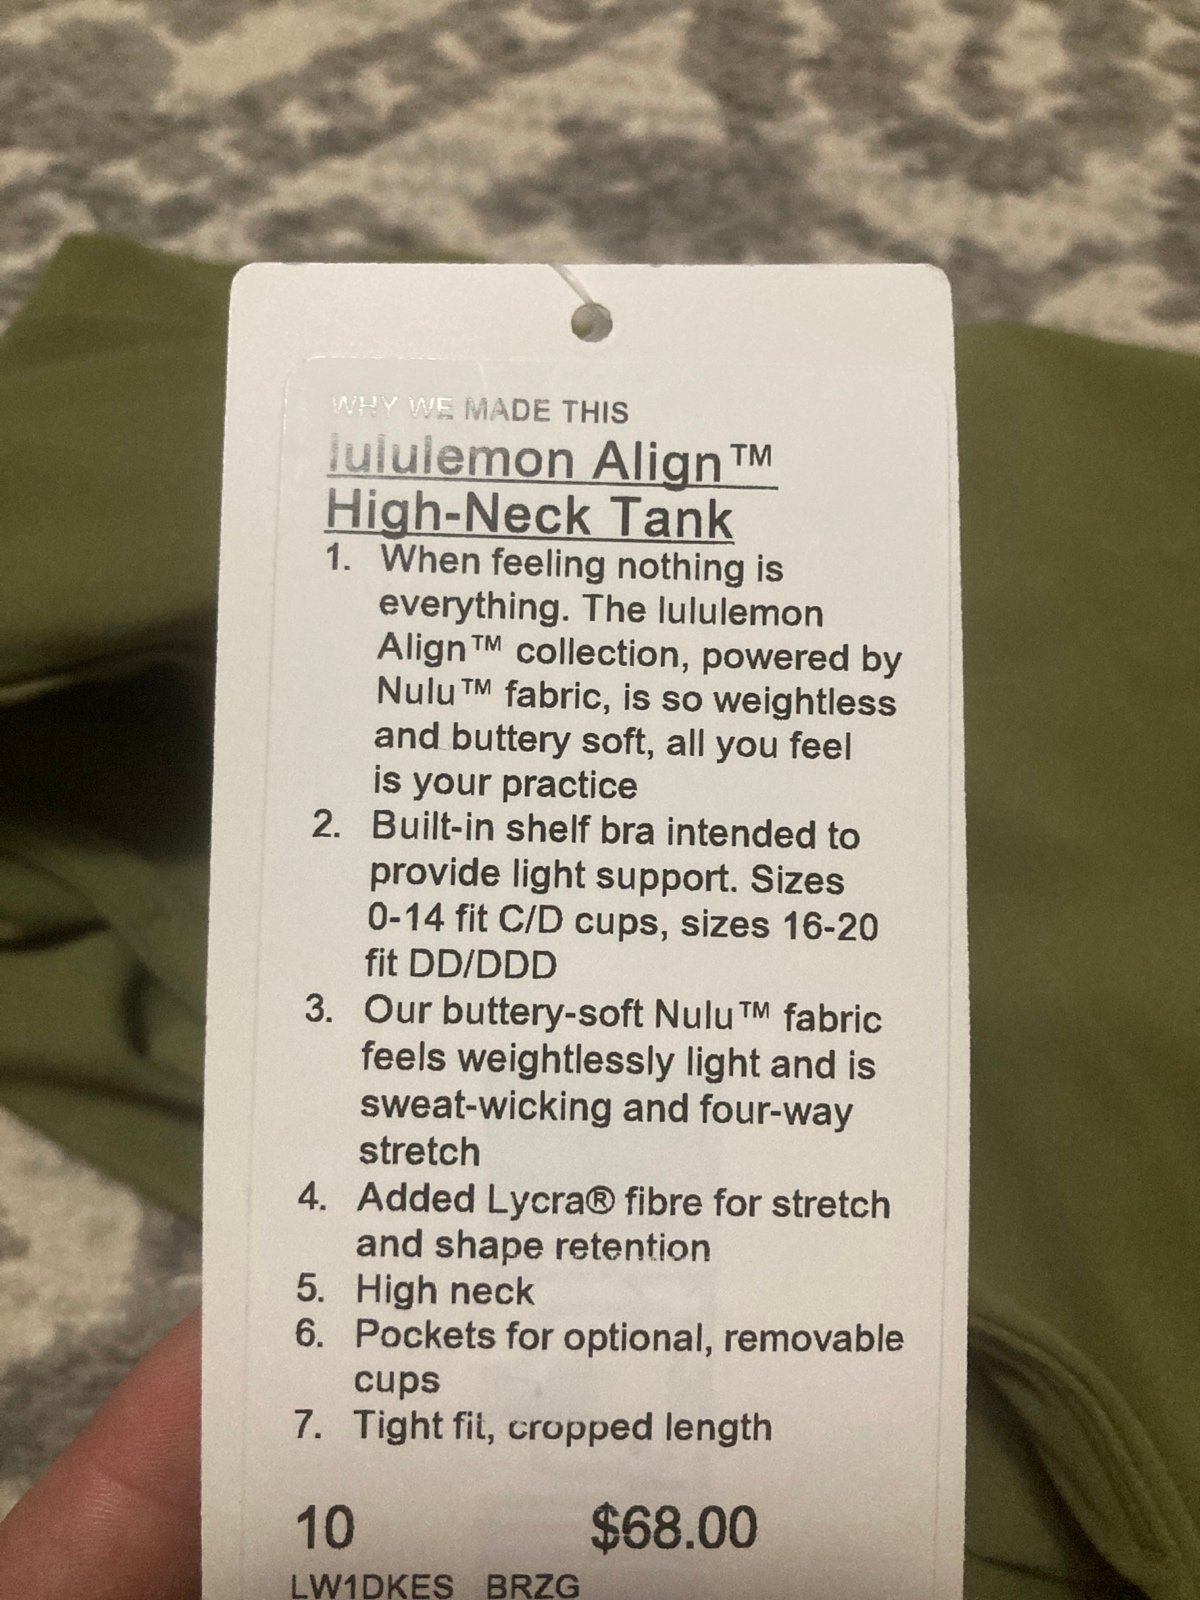 WHY WE MADE THIS
lululemon Align™
High-Neck Tank
1. When feeling nothing is
everything. The lululemon
Align™ collection, powered by
Nulu™ fabric, is so weightless
and buttery soft, all you feel
is your practice
2. Built-in shelf bra intended to
provide light support. Sizes
0-14 fit C/D cups, sizes 16-20
fit DD/DDD
3. Our buttery-soft Nulu™ fabric
feels weightlessly light and is
sweat-wicking and four-way
stretch
4. Added Lycra® fibre for stretch
and shape retention
5. High neck
6. Pockets for optional, removable
cups
7. Tight fit, cropped length
10 $68.00
LW1DKES BRZG